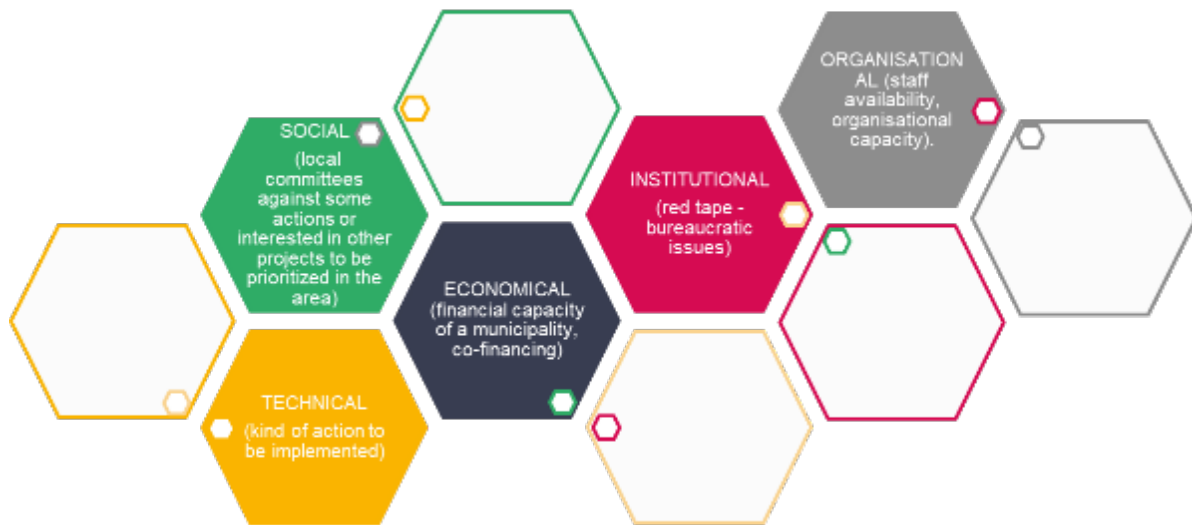 SOCIAL
(local
committees
against some
actions or
interested in other
projects to be
prioritized in the
area)
TECHNICAL
(kind of action to
be implemented)
ECONOMICAL
(financial capacity
of a municipality,
co-financing)
INSTITUTIONAL
(red tape -
bureaucratic
issues)
ORGANISATION
AL (staff
availability,
organisational
capacity).